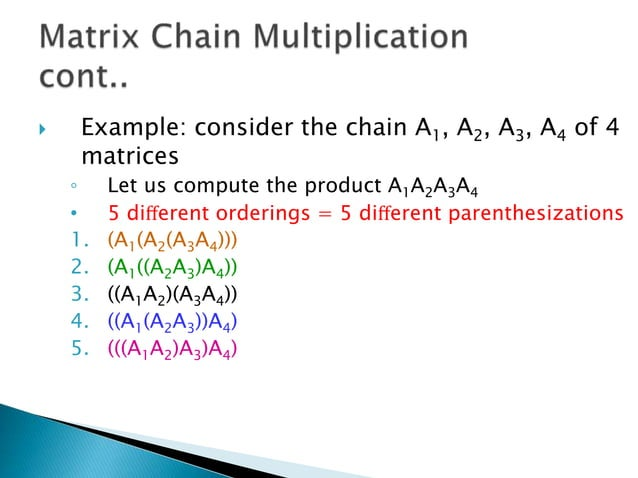 Matrix Chain Multiplication
cont..
Example: consider the chain A₁, A₂, A₃, A₄ of 4
matrices
◦ Let us compute the product A₁A₂A₃A₄
• 5 different orderings = 5 different parenthesizations
1. (A₁(A₂(A₃A₄)))
2. (A₁((A₂A₃)A₄))
3. ((A₁A₂)(A₃A₄))
4. ((A₁(A₂A₃))A₄)
5. (((A₁A₂)A₃)A₄)